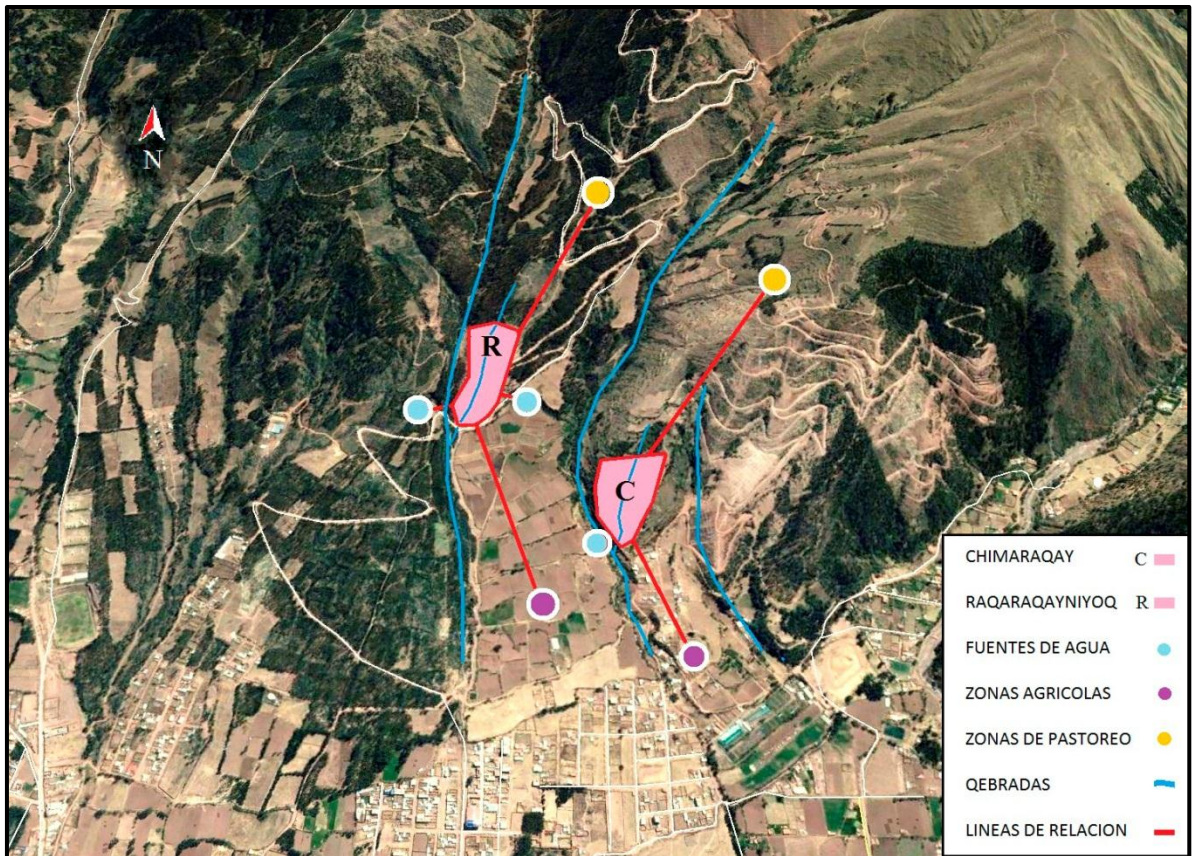 N
R
C
CHIMARAQAY C
RAQARAQAYNIYOQ R
FUENTES DE AGUA
ZONAS AGRICOLAS
ZONAS DE PASTOREO
QEBRADAS
LINEAS DE RELACION